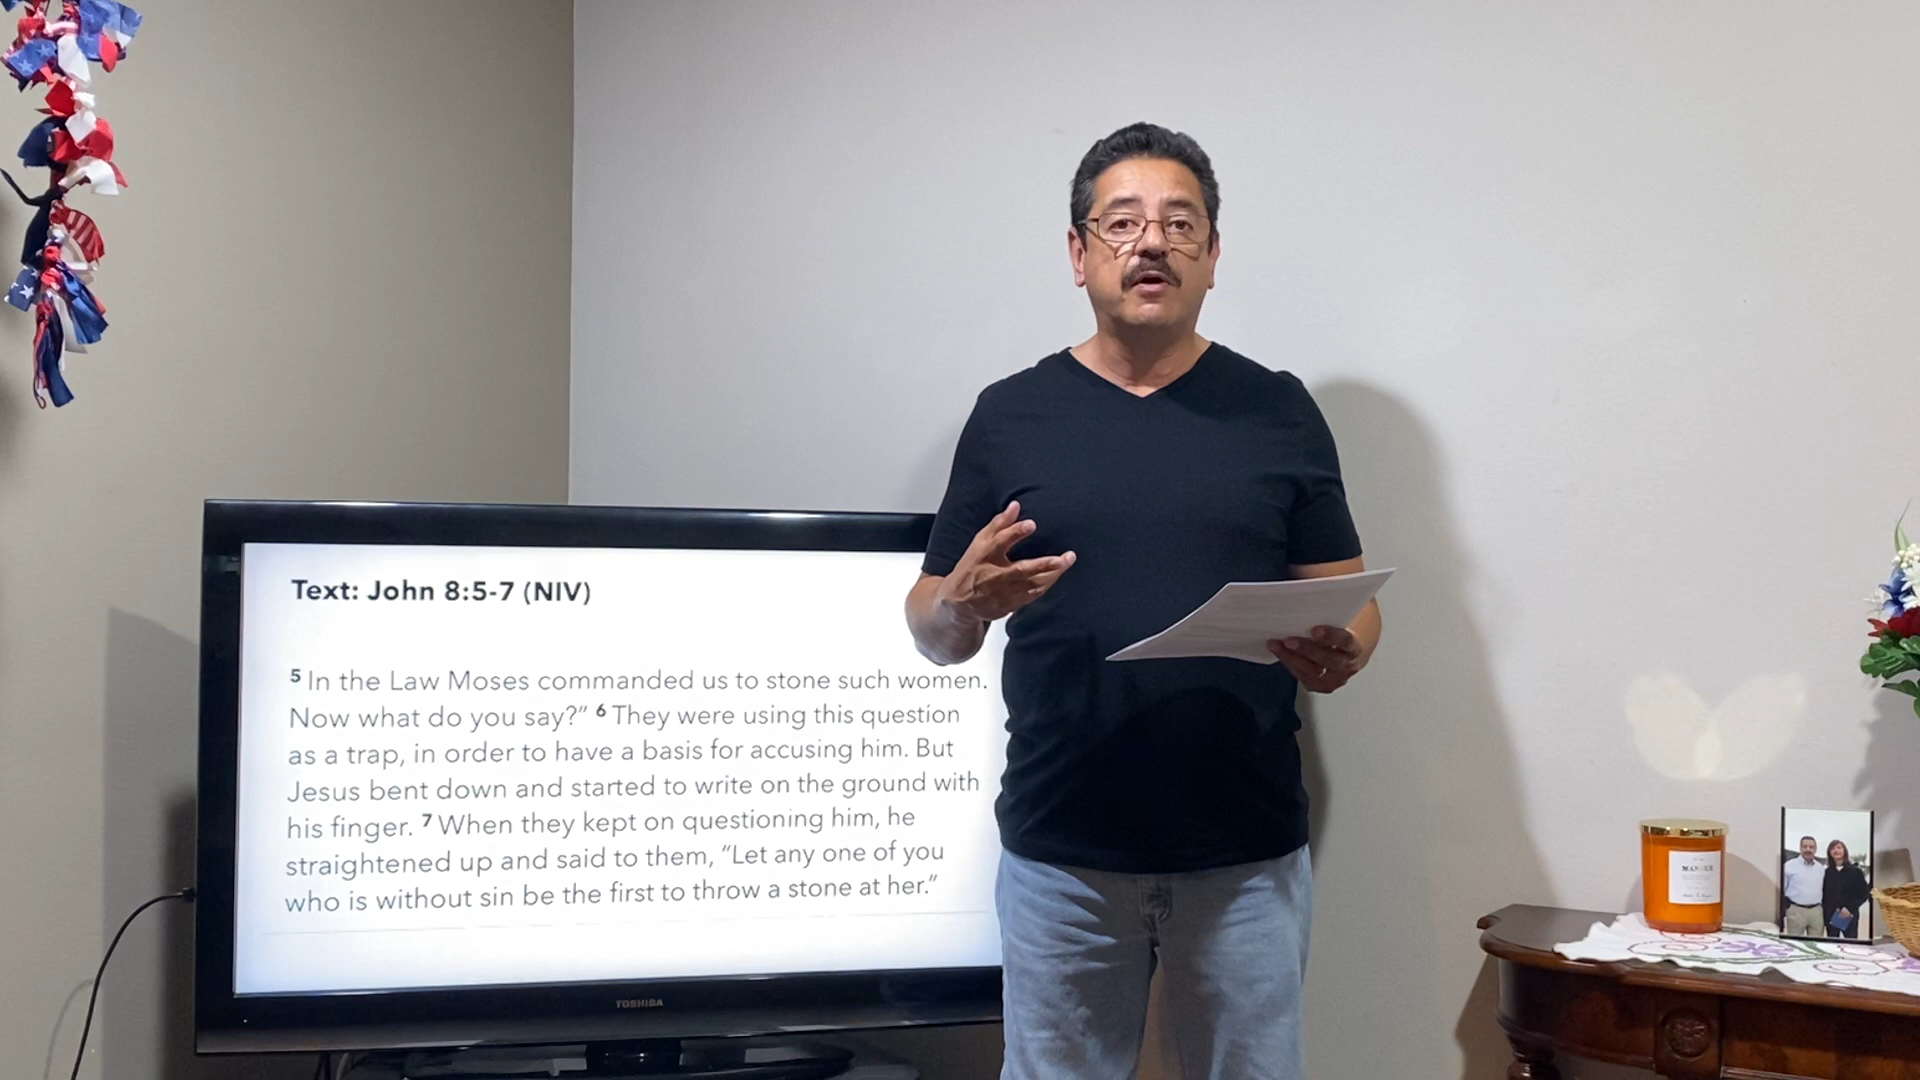 Text: John 8:5-7 (NIV)
5 In the Law Moses commanded us to stone such women.
Now what do you say?” 6 They were using this question
as a trap, in order to have a basis for accusing him. But
Jesus bent down and started to write on the ground with
his finger. 7 When they kept on questioning him, he
straightened up and said to them, “Let any one of you
who is without sin be the first to throw a stone at her.”
TOSHIBA